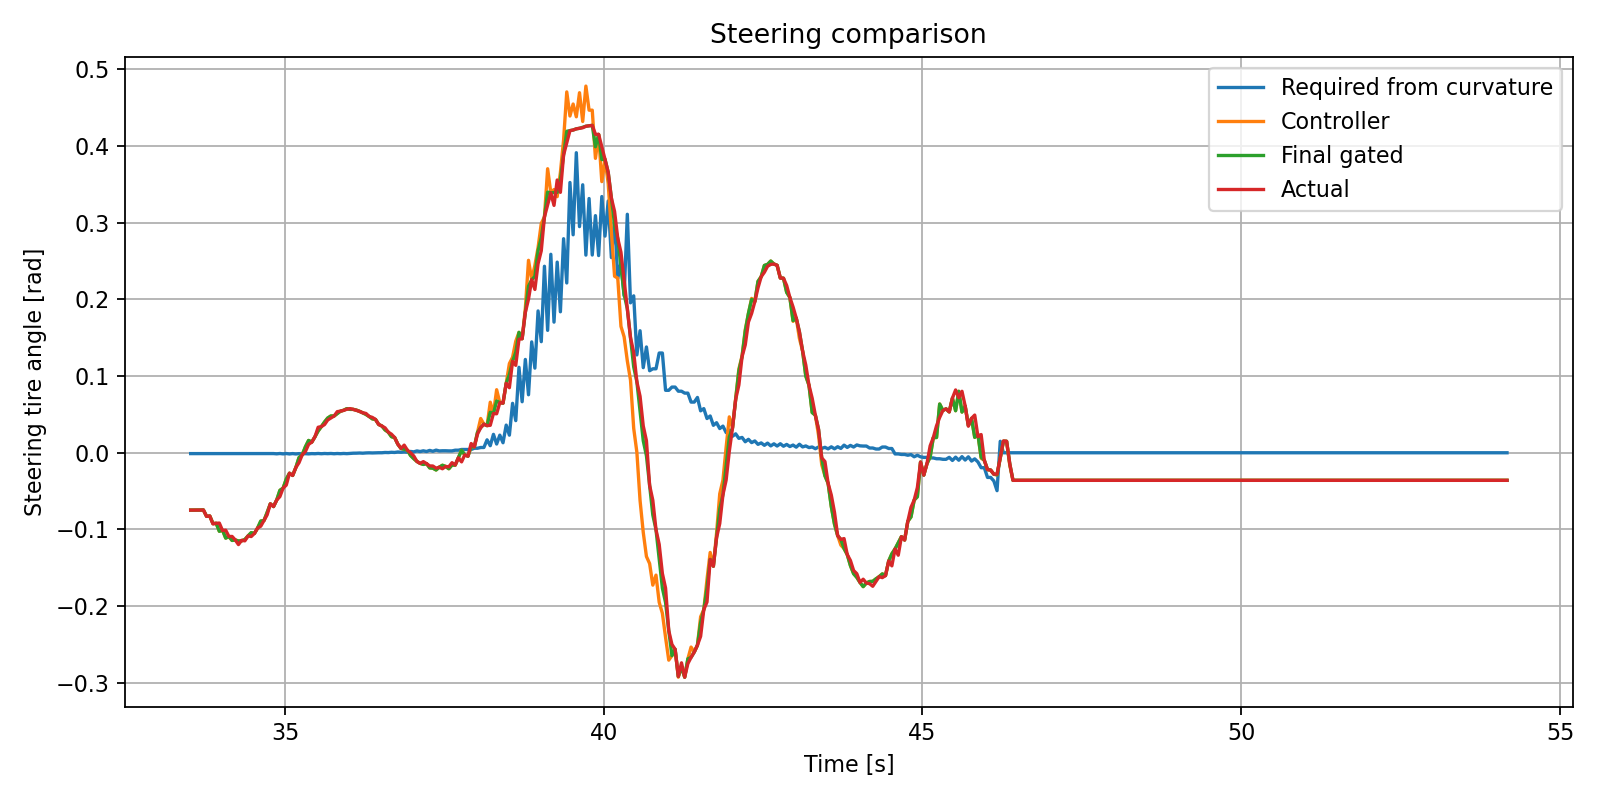 Steering comparison
Steering tire angle [rad]
0.5
0.4
0.3
0.2
0.1
0.0
−0.1
−0.2
−0.3
Required from curvature
Controller
Final gated
Actual
35
40
45
50
55
Time [s]